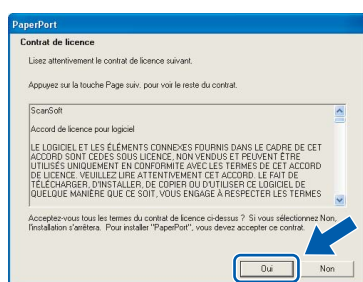 PaperPort
Contrat de licence
Lisez attentivement le contrat de licence suivant.
Appuyez sur la touche Page suiv. pour voir le reste du contrat.
ScanSoft
Accord de licence pour logiciel
LE LOGICIEL ET LES ÉLÉMENTS CONNEXES FOURNIS DANS LE CADRE DE CET
ACCORD SONT CEDES SOUS LICENCE, NON VENDUS ET PEUVENT ÊTRE
UTILISÉS UNIQUEMENT EN CONFORMITE AVEC LES TERMES DE CET ACCORD
DE LICENCE. VEUILLEZ LIRE ATTENTIVEMENT CET ACCORD. LE FAIT DE
TÉLÉCHARGER, D'INSTALLER, DE COPIER OU D'UTILISER CE LOGICIEL DE
QUELQUE MANIÈRE QUE CE SOIT, VOUS ENGAGE À RESPECTER LES TERMES
Acceptez-vous tous les termes du contrat de licence ci-dessus ? Si vous sélectionnez Non,
l'installation s'arrêtera. Pour installer "PaperPort", vous devez accepter ce contrat.
Oui
Non